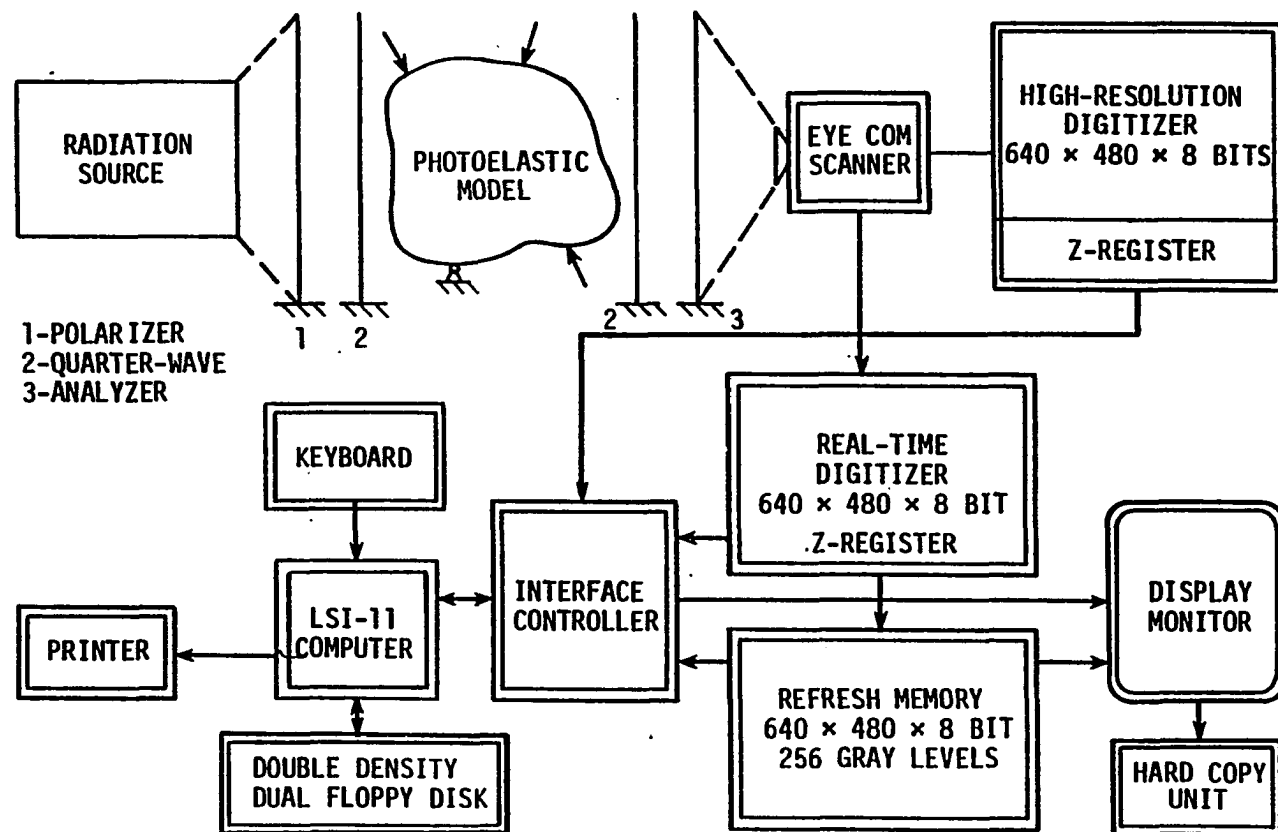 RADIATION
SOURCE
PHOTOELASTIC
MODEL
EYE COM
SCANNER
HIGH-RESOLUTION
DIGITIZER
640 × 480 × 8 BITS
Z-REGISTER
1
2
2
3
1-POLARIZER
2-QUARTER-WAVE
3-ANALYZER
KEYBOARD
REAL-TIME
DIGITIZER
640 × 480 × 8 BIT
Z-REGISTER
PRINTER
LSI-11
COMPUTER
INTERFACE
CONTROLLER
DISPLAY
MONITOR
DOUBLE DENSITY
DUAL FLOPPY DISK
REFRESH MEMORY
640 × 480 × 8 BIT
256 GRAY LEVELS
HARD COPY
UNIT